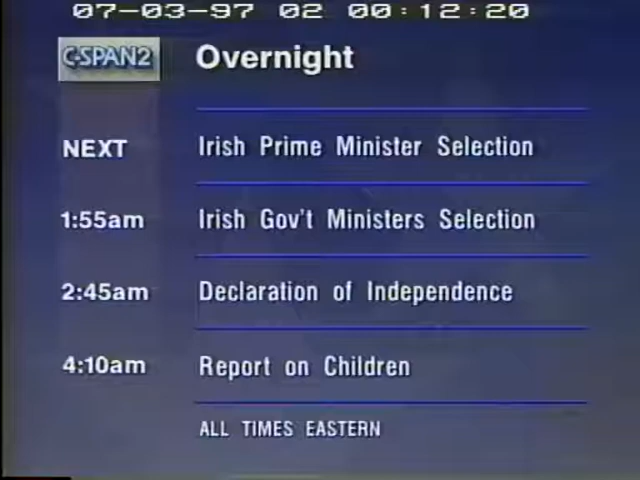 07-03-97 02 00:12:20
C-SPAN2 Overnight
NEXT Irish Prime Minister Selection
1:55am Irish Gov't Ministers Selection
2:45am Declaration of Independence
4:10am Report on Children
ALL TIMES EASTERN